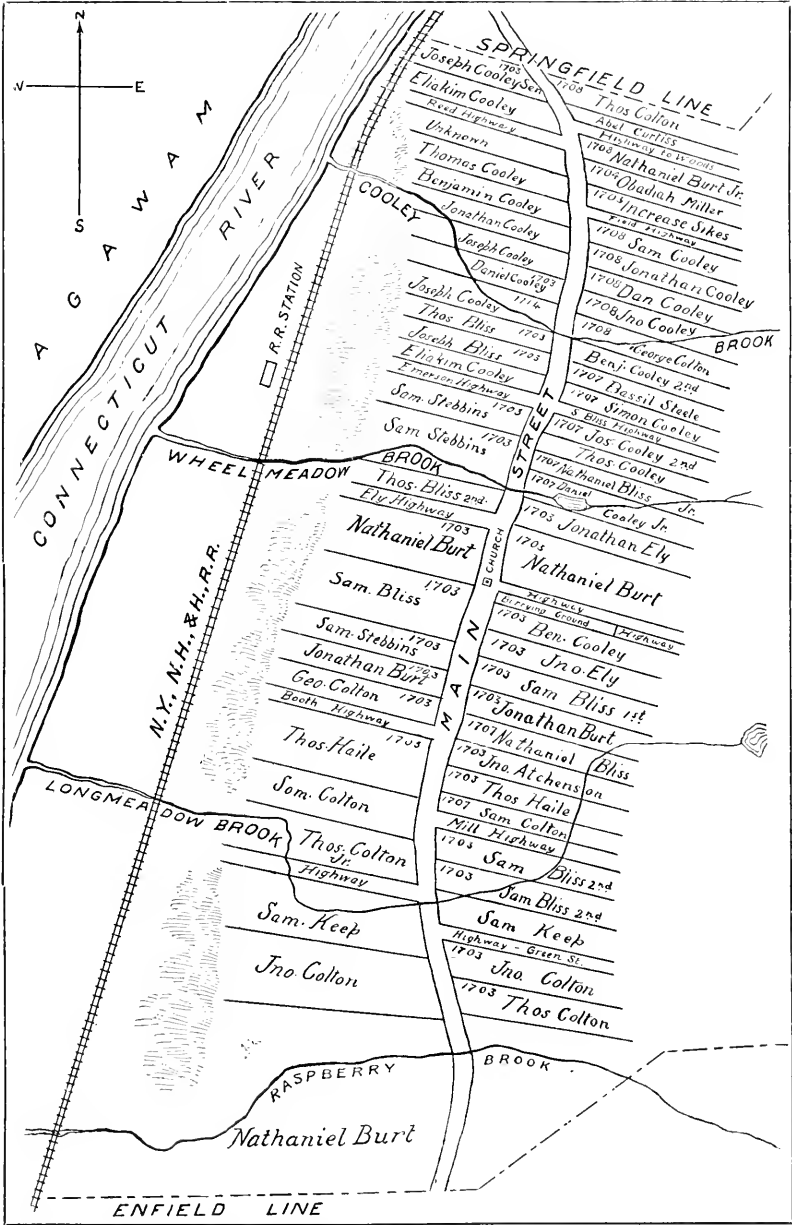 N
W
E
S
AGAWAM
CONNECTICUT RIVER
N.Y., N.H., & H., R.R.
R.R. STATION
SPRINGFIELD LINE
1703
Joseph Cooley Sen
Eliakim Cooley
Reed Highway
Unknown
Thomas Cooley
Benjamin Cooley
Jonathan Cooley
Joseph Cooley
Daniel Cooley 1703
1714
Joseph Cooley
Thos Bliss 1703
Joseph Bliss 1703
Eliakim Cooley
Emerson Highway
Sam. Stebbins 1703
Sam Stebbins 1703
WHEEL MEADOW BROOK
Thos. Bliss 2nd.
Ely Highway
1703
Nathaniel Burt
Sam. Bliss 1703
Sam. Stebbins 1703
Jonathan Burt 1703
Geo. Colton 1703
Booth Highway
1703
Thos. Haile
Sam. Colton
LONGMEADOW BROOK
Thos. Colton
Jr.
Highway
Sam. Keep
Jno. Colton
MAIN STREET
CHURCH
1708
Thos Colton
Abel Curtiss
Highway to Woods
1708 Nathaniel Burt Jr.
1704 Obadiah Miller
1704 Increase Sikes
Field Highway
1708 Sam Cooley
1708 Jonathan Cooley
1708 Dan Cooley
1708 Jno Cooley
1708
George Colton
COOLEY BROOK
Benj. Cooley 2nd
1707 Bassil Steele
1707 Simon Cooley
S Bliss Highway
1707 Jos. Cooley 2nd
Thos. Cooley
1707 Nathaniel Bliss Jr.
1707 Daniel Cooley Jr.
1703 Jonathan Ely
1703
Nathaniel Burt
Highway
Burying Ground
Highway
1703 Ben. Cooley
1703 Jno. Ely
1703 Sam Bliss 1st
1703 Jonathan Burt
1707 Nathaniel Bliss
1703 Jno. Atchenson
1703 Thos Haile
1707 Sam Colton
Mill Highway
1703 Sam Bliss 2nd
1703 Sam Bliss 2nd
Sam Keep
Highway - Green St.
1703 Jno. Colton
1703 Thos Colton
RASPBERRY BROOK
Nathaniel Burt
ENFIELD LINE